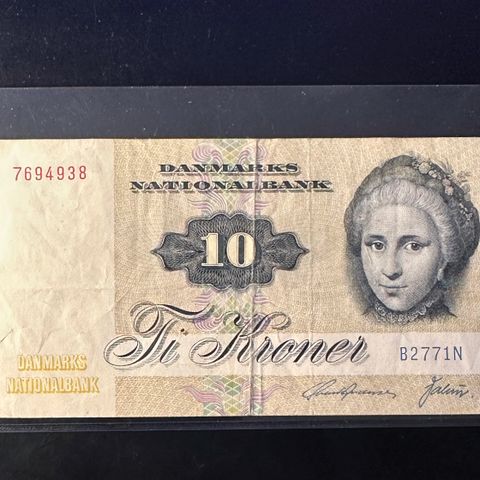 7694938
DANMARKS
NATIONALBANK
10
Ti Kroner
B2771N
DANMARKS
NATIONALBANK